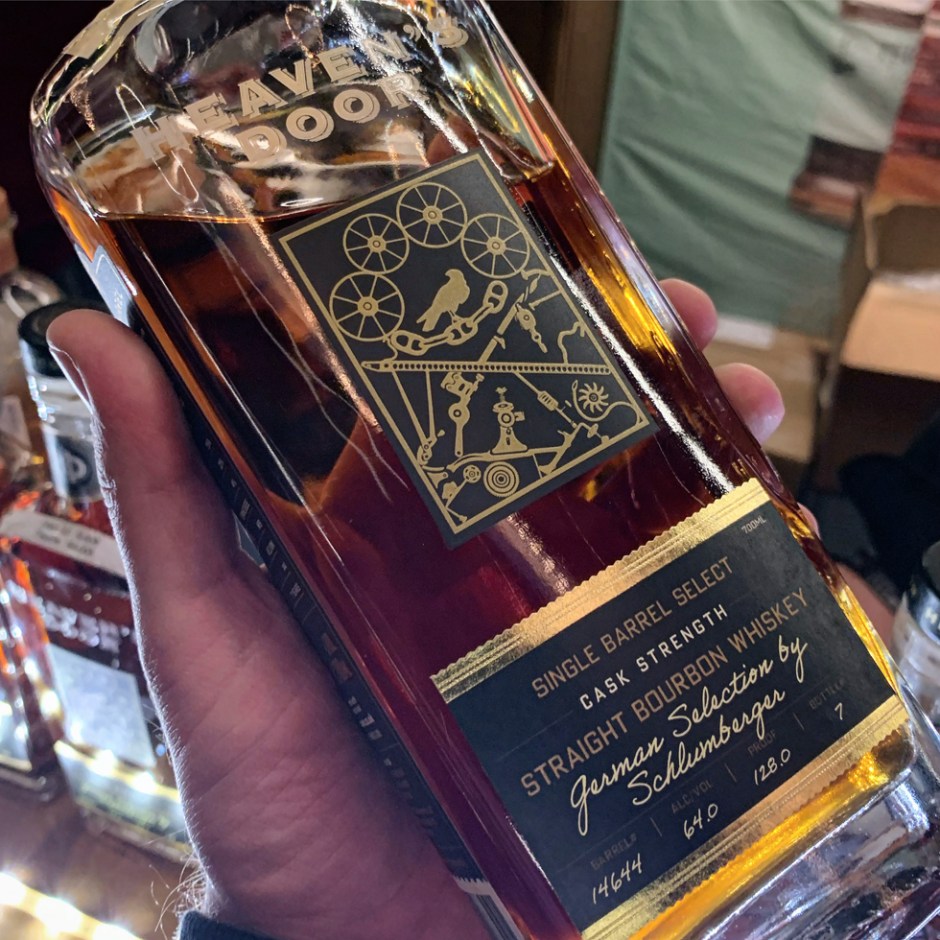 HEAVEN'S
DOOR
700ML
SINGLE BARREL SELECT
CASK STRENGTH
STRAIGHT BOURBON WHISKEY
German Selection by
Schlumberger
BARREL# | ALC/VOL | PROOF | BOTTLE#
14644 64.0 128.0 7